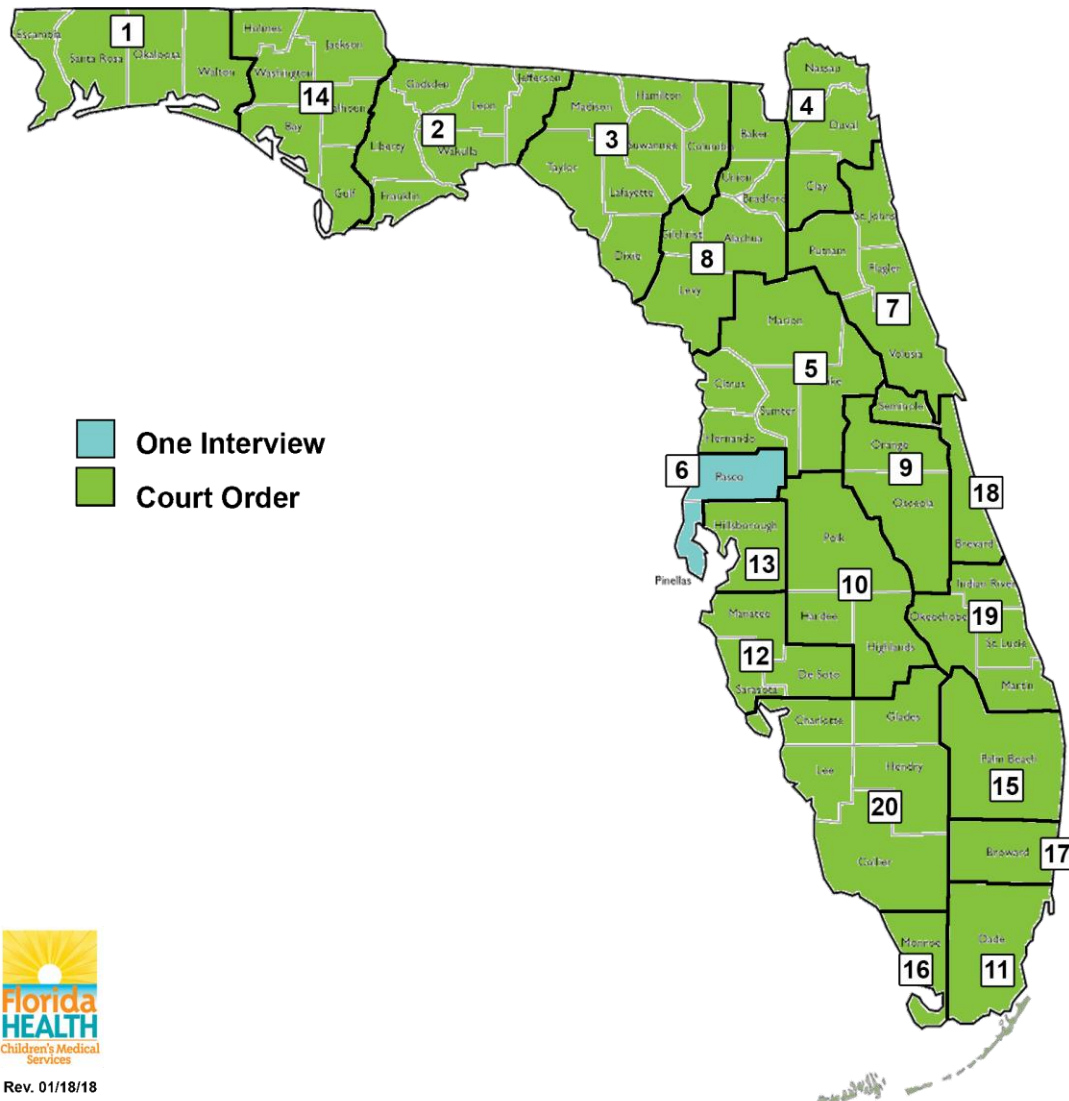 1
Escambia
Santa Rosa
Okaloosa
Walton
Holmes
Jackson
Washington
14
Bay
Gulf
Gadsden
Leon
Jefferson
2
Liberty
Wakulla
Franklin
Madison
Hamilton
3
Taylor
Columbia
Lafayette
Dixie
Nassau
4
Duval
Baker
Union
Bradford
Clay
St. Johns
Gilchrist
Alachua
8
Levy
Putnam
Flagler
7
Volusia
Marion
5
Citrus
Sumter
Hernando
Seminole
Orange
9
Osceola
One Interview
Court Order
6
Pasco
18
Brevard
Hillsborough
13
Pinellas
Polk
10
Hardee
Highlands
Indian River
Okeechobee
19
St. Lucie
Martin
Manatee
12
Sarasota
De Soto
Charlotte
Glades
Lee
Hendry
20
Collier
Palm Beach
15
Broward
17
Monroe
16
Dade
11
Florida
HEALTH
Children's Medical
Services
Rev. 01/18/18